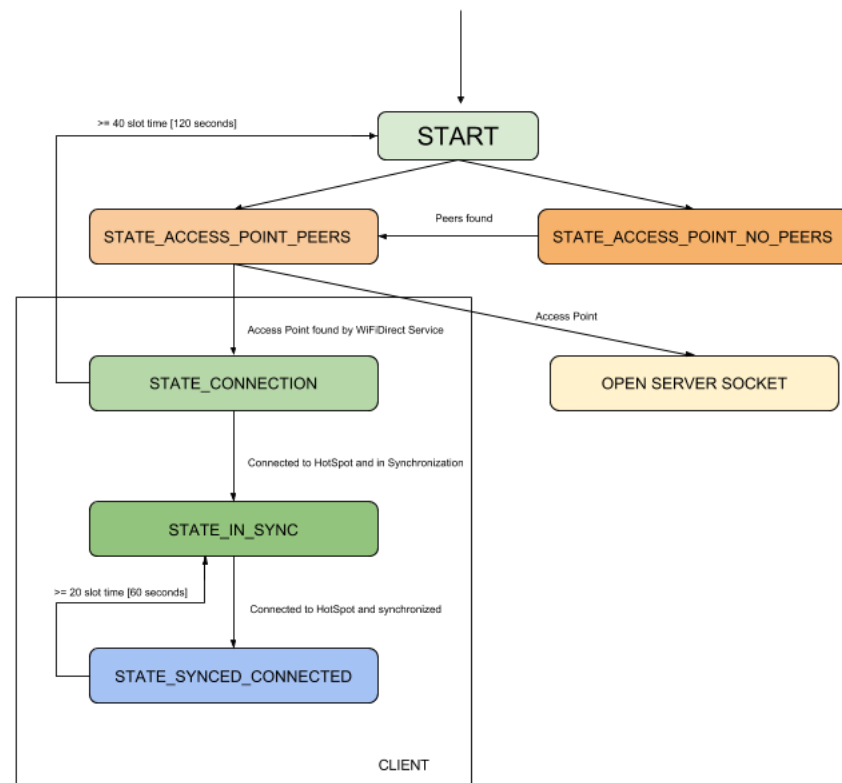 >= 40 slot time [120 seconds]
START
STATE_ACCESS_POINT_PEERS
Peers found
STATE_ACCESS_POINT_NO_PEERS
Access Point
Access Point found by WiFiDirect Service
STATE_CONNECTION
OPEN SERVER SOCKET
Connected to HotSpot and in Synchronization
STATE_IN_SYNC
>= 20 slot time [60 seconds]
Connected to HotSpot and synchronized
STATE_SYNCED_CONNECTED
CLIENT